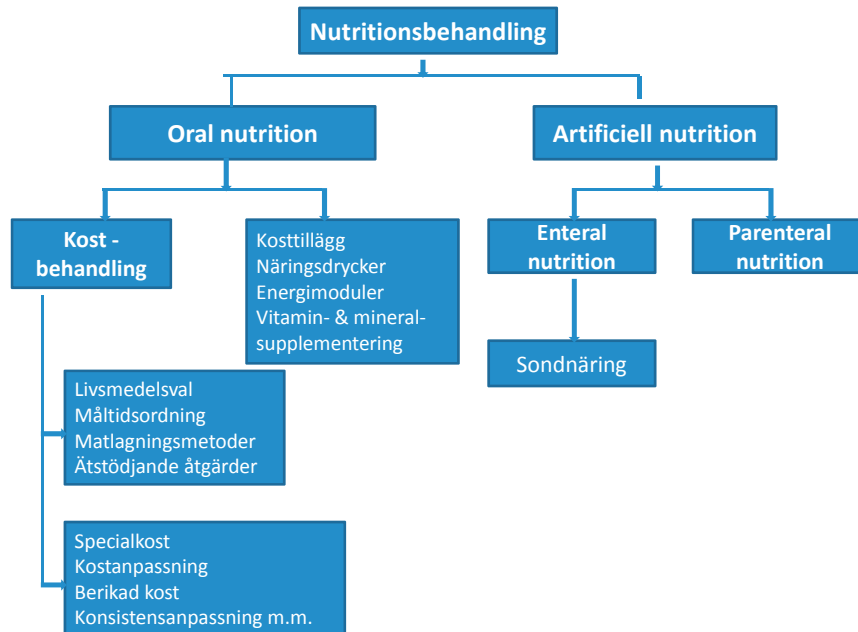 Nutritionsbehandling
Oral nutrition
Artificiell nutrition
Kost -
behandling
Kosttillägg
Näringsdrycker
Energimoduler
Vitamin- & mineral-
supplementering
Enteral
nutrition
Parenteral
nutrition
Sondnäring
Livsmedelsval
Måltidsordning
Matlagningsmetoder
Ätstödjande åtgärder
Specialkost
Kostanpassning
Berikad kost
Konsistensanpassning m.m.